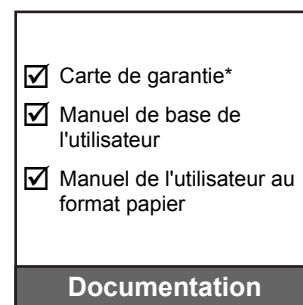 Carte de garantie*
Manuel de base de
l'utilisateur
Manuel de l'utilisateur au
format papier
Documentation